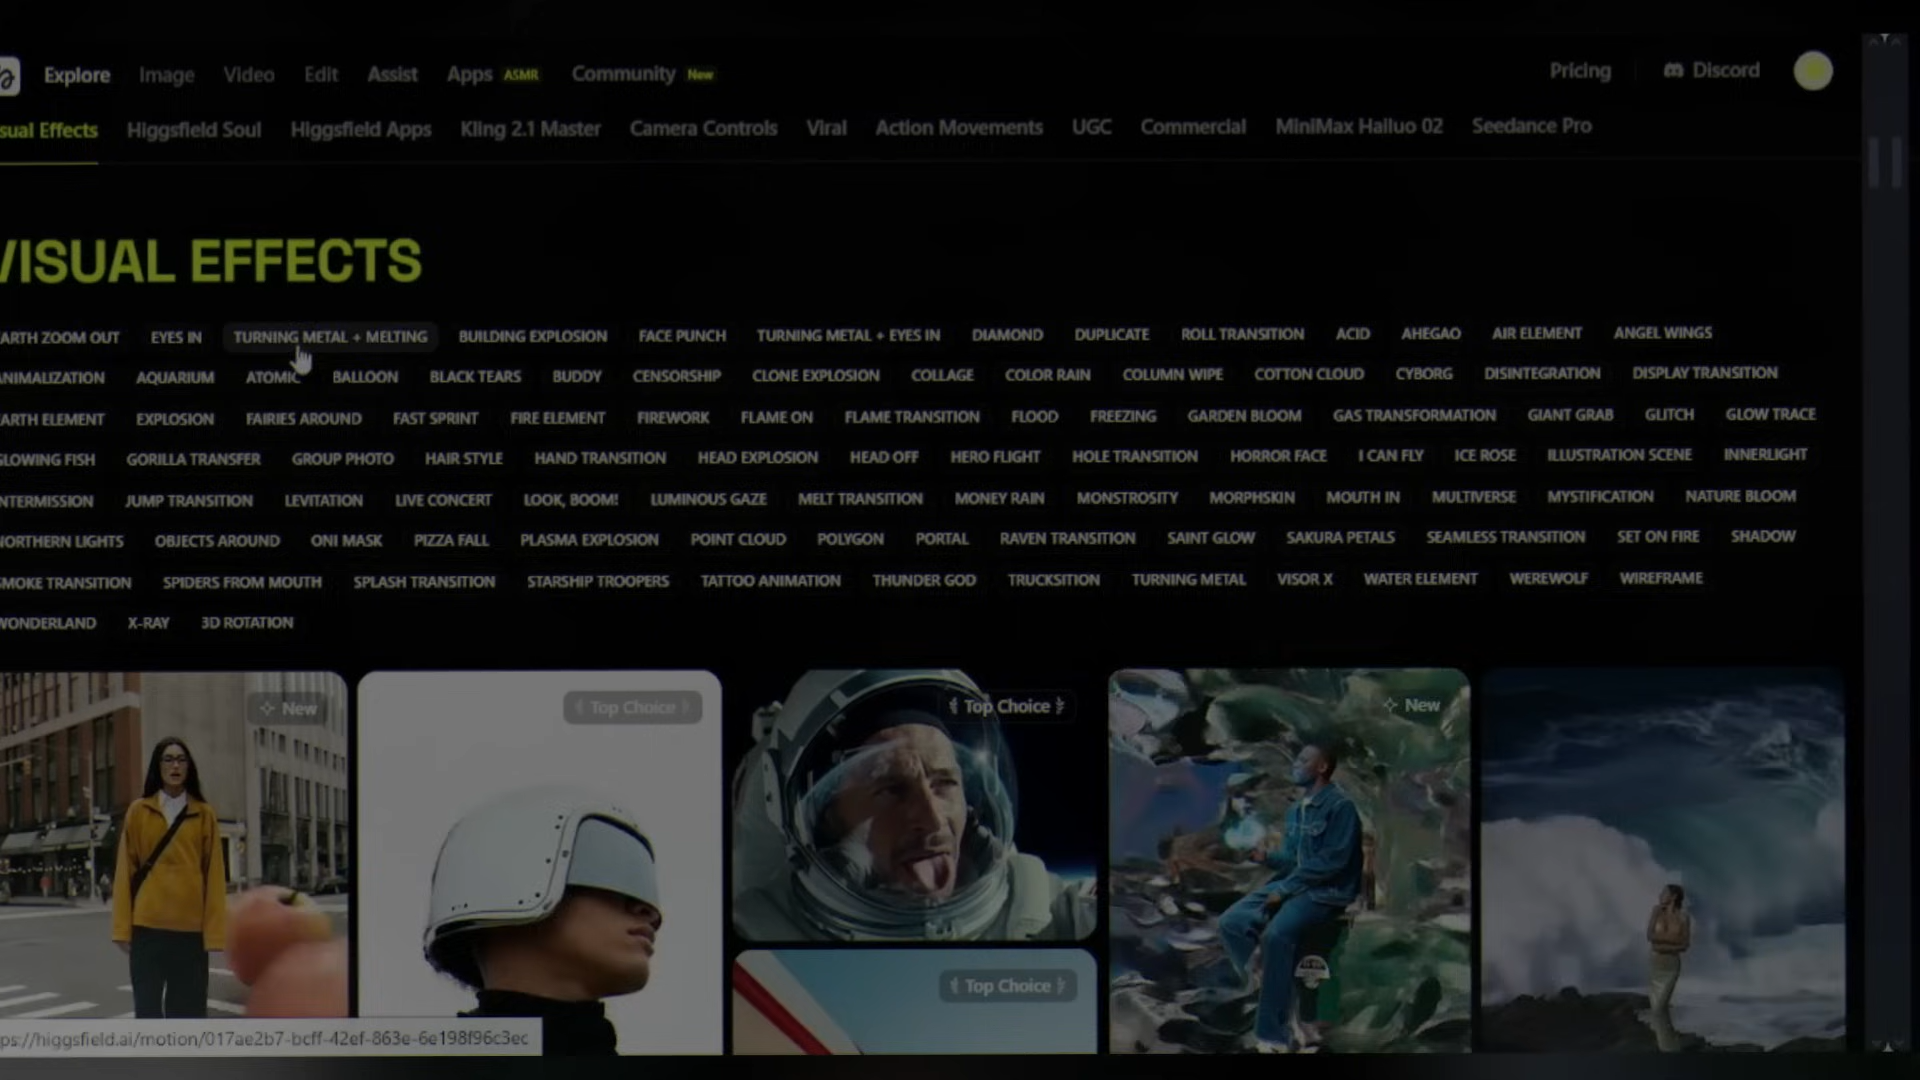 Explore Image Video Edit Assist Apps ASMR Community New Pricing Discord
sual Effects Higgsfield Soul Higgsfield Apps Kling 2.1 Master Camera Controls Viral Action Movements UGC Commercial MiniMax Hailuo 02 Seedance Pro
VISUAL EFFECTS
ARTH ZOOM OUT EYES IN TURNING METAL + MELTING BUILDING EXPLOSION FACE PUNCH TURNING METAL + EYES IN DIAMOND DUPLICATE ROLL TRANSITION ACID AHEGAO AIR ELEMENT ANGEL WINGS
ANIMALIZATION AQUARIUM ATOMIC BALLOON BLACK TEARS BUDDY CENSORSHIP CLONE EXPLOSION COLLAGE COLOR RAIN COLUMN WIPE COTTON CLOUD CYBORG DISINTEGRATION DISPLAY TRANSITION
EARTH ELEMENT EXPLOSION FAIRIES AROUND FAST SPRINT FIRE ELEMENT FIREWORK FLAME ON FLAME TRANSITION FLOOD FREEZING GARDEN BLOOM GAS TRANSFORMATION GIANT GRAB GLITCH GLOW TRACE
GLOWING FISH GORILLA TRANSFER GROUP PHOTO HAIR STYLE HAND TRANSITION HEAD EXPLOSION HEAD OFF HERO FLIGHT HOLE TRANSITION HORROR FACE I CAN FLY ICE ROSE ILLUSTRATION SCENE INNERLIGHT
INTERMISSION JUMP TRANSITION LEVITATION LIVE CONCERT LOOK, BOOM! LUMINOUS GAZE MELT TRANSITION MONEY RAIN MONSTROSITY MORPHSKIN MOUTH IN MULTIVERSE MYSTIFICATION NATURE BLOOM
NORTHERN LIGHTS OBJECTS AROUND ONI MASK PIZZA FALL PLASMA EXPLOSION POINT CLOUD POLYGON PORTAL RAVEN TRANSITION SAINT GLOW SAKURA PETALS SEAMLESS TRANSITION SET ON FIRE SHADOW
SMOKE TRANSITION SPIDERS FROM MOUTH SPLASH TRANSITION STARSHIP TROOPERS TATTOO ANIMATION THUNDER GOD TRUCKSITION TURNING METAL VISOR X WATER ELEMENT WEREWOLF WIREFRAME
WONDERLAND X-RAY 3D ROTATION
New Top Choice Top Choice New
Top Choice
ps://higgsfield.ai/motion/017ae2b7-bcff-42ef-863e-6e198f96c3ec